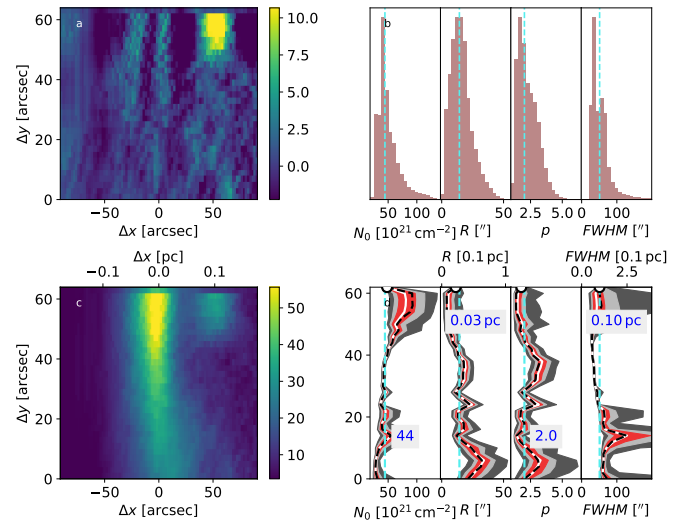 a
60
40
20
0
Δy [arcsec]
−50
0
50
Δx [arcsec]
10.0
7.5
5.0
2.5
0.0
b
50
100
0
50
2.5
5.0
0
100
N₀ [10²¹ cm⁻²]
R [″]
p
FWHM [″]
Δx [pc]
−0.1
0.0
0.1
c
60
40
20
0
Δy [arcsec]
−50
0
50
Δx [arcsec]
50
40
30
20
10
R [0.1 pc]
0
1
FWHM [0.1 pc]
0.0
2.5
d
60
40
20
0
0.03 pc
0.10 pc
44
2.0
50
100
0
50
2.5
5.0
0
100
N₀ [10²¹ cm⁻²]
R [″]
p
FWHM [″]